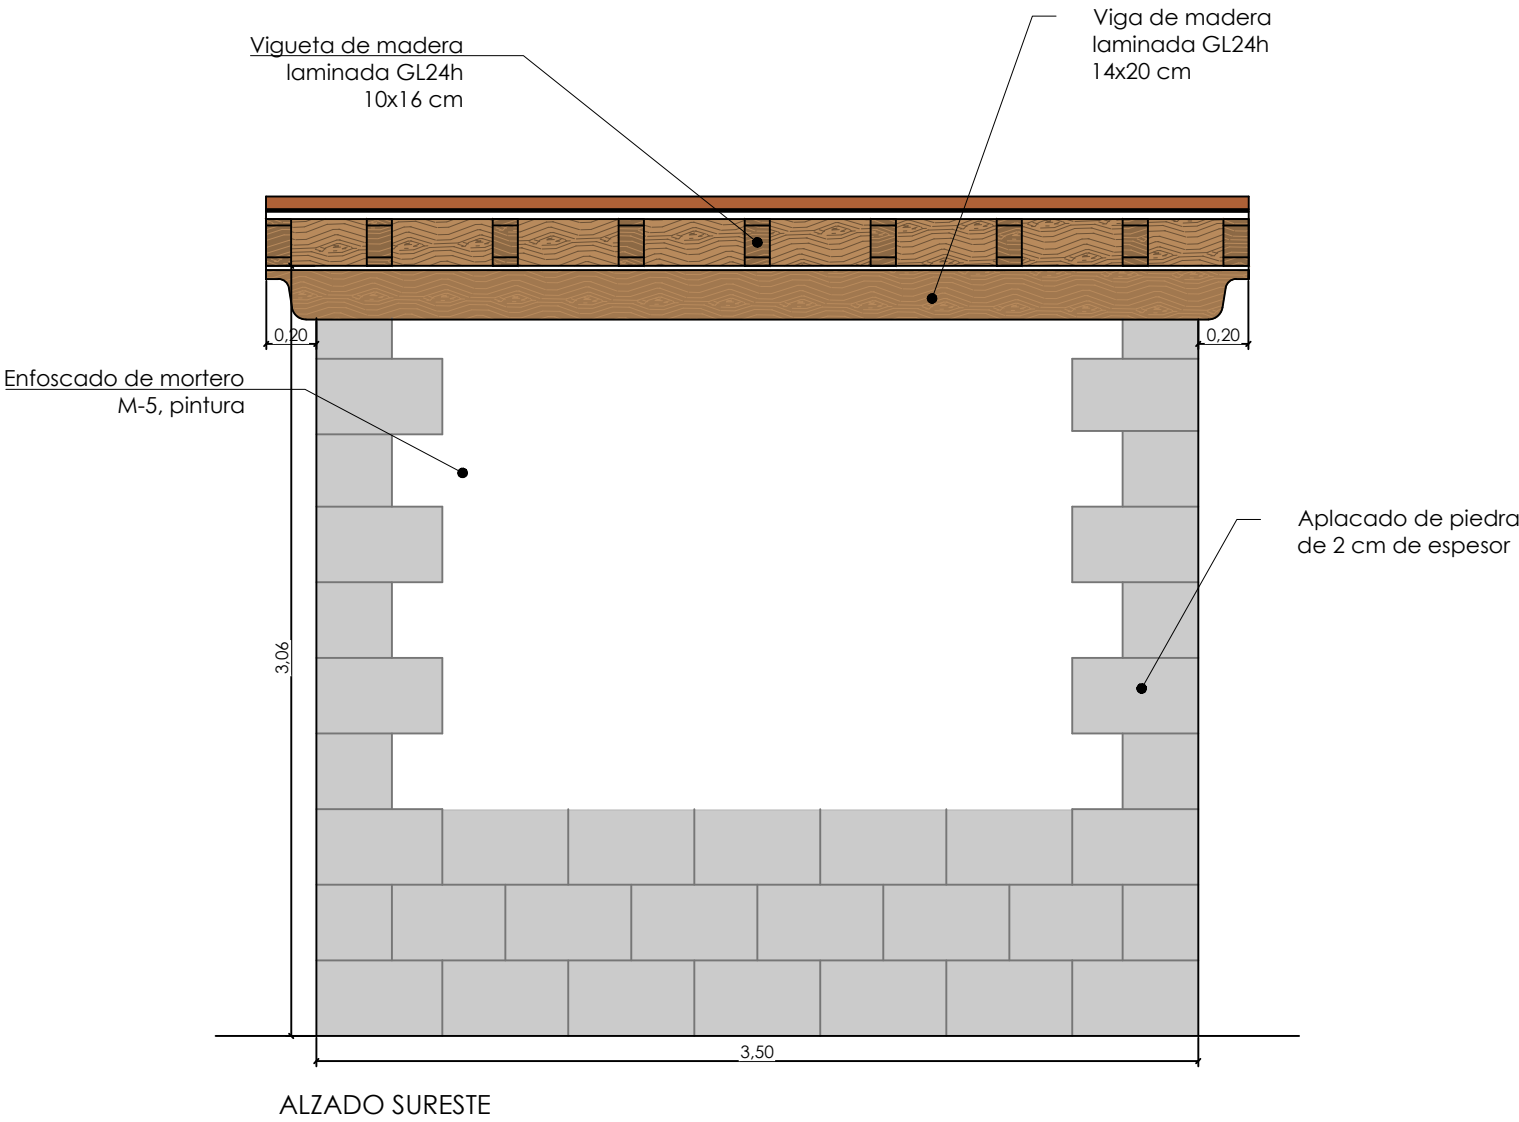 Vigueta de madera
laminada GL24h
10x16 cm
Viga de madera
laminada GL24h
14x20 cm
0,20
0,20
Enfoscado de mortero
M-5, pintura
Aplacado de piedra
de 2 cm de espesor
3,06
3,50
ALZADO SURESTE